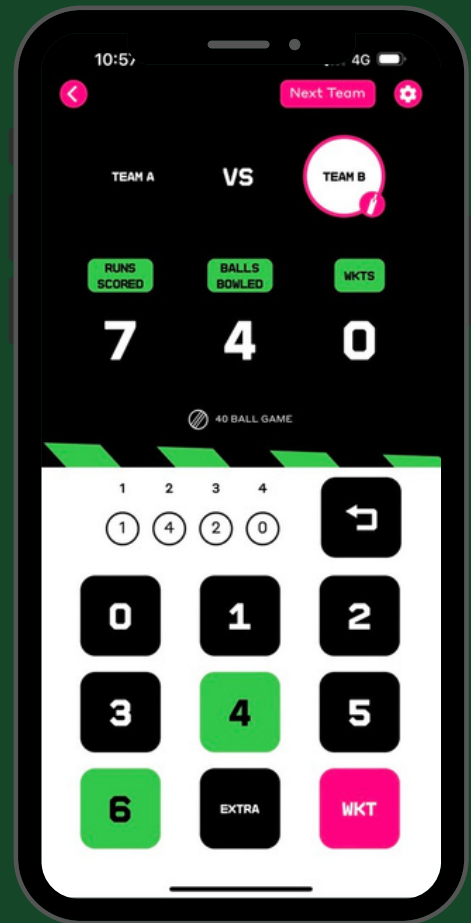 10:57
4G
Next Team
TEAM A VS TEAM B
RUNS SCORED
BALLS BOWLED
WKTS
7 4 0
40 BALL GAME
1 2 3 4
1 4 2 0
0 1 2
3 4 5
6 EXTRA WKT